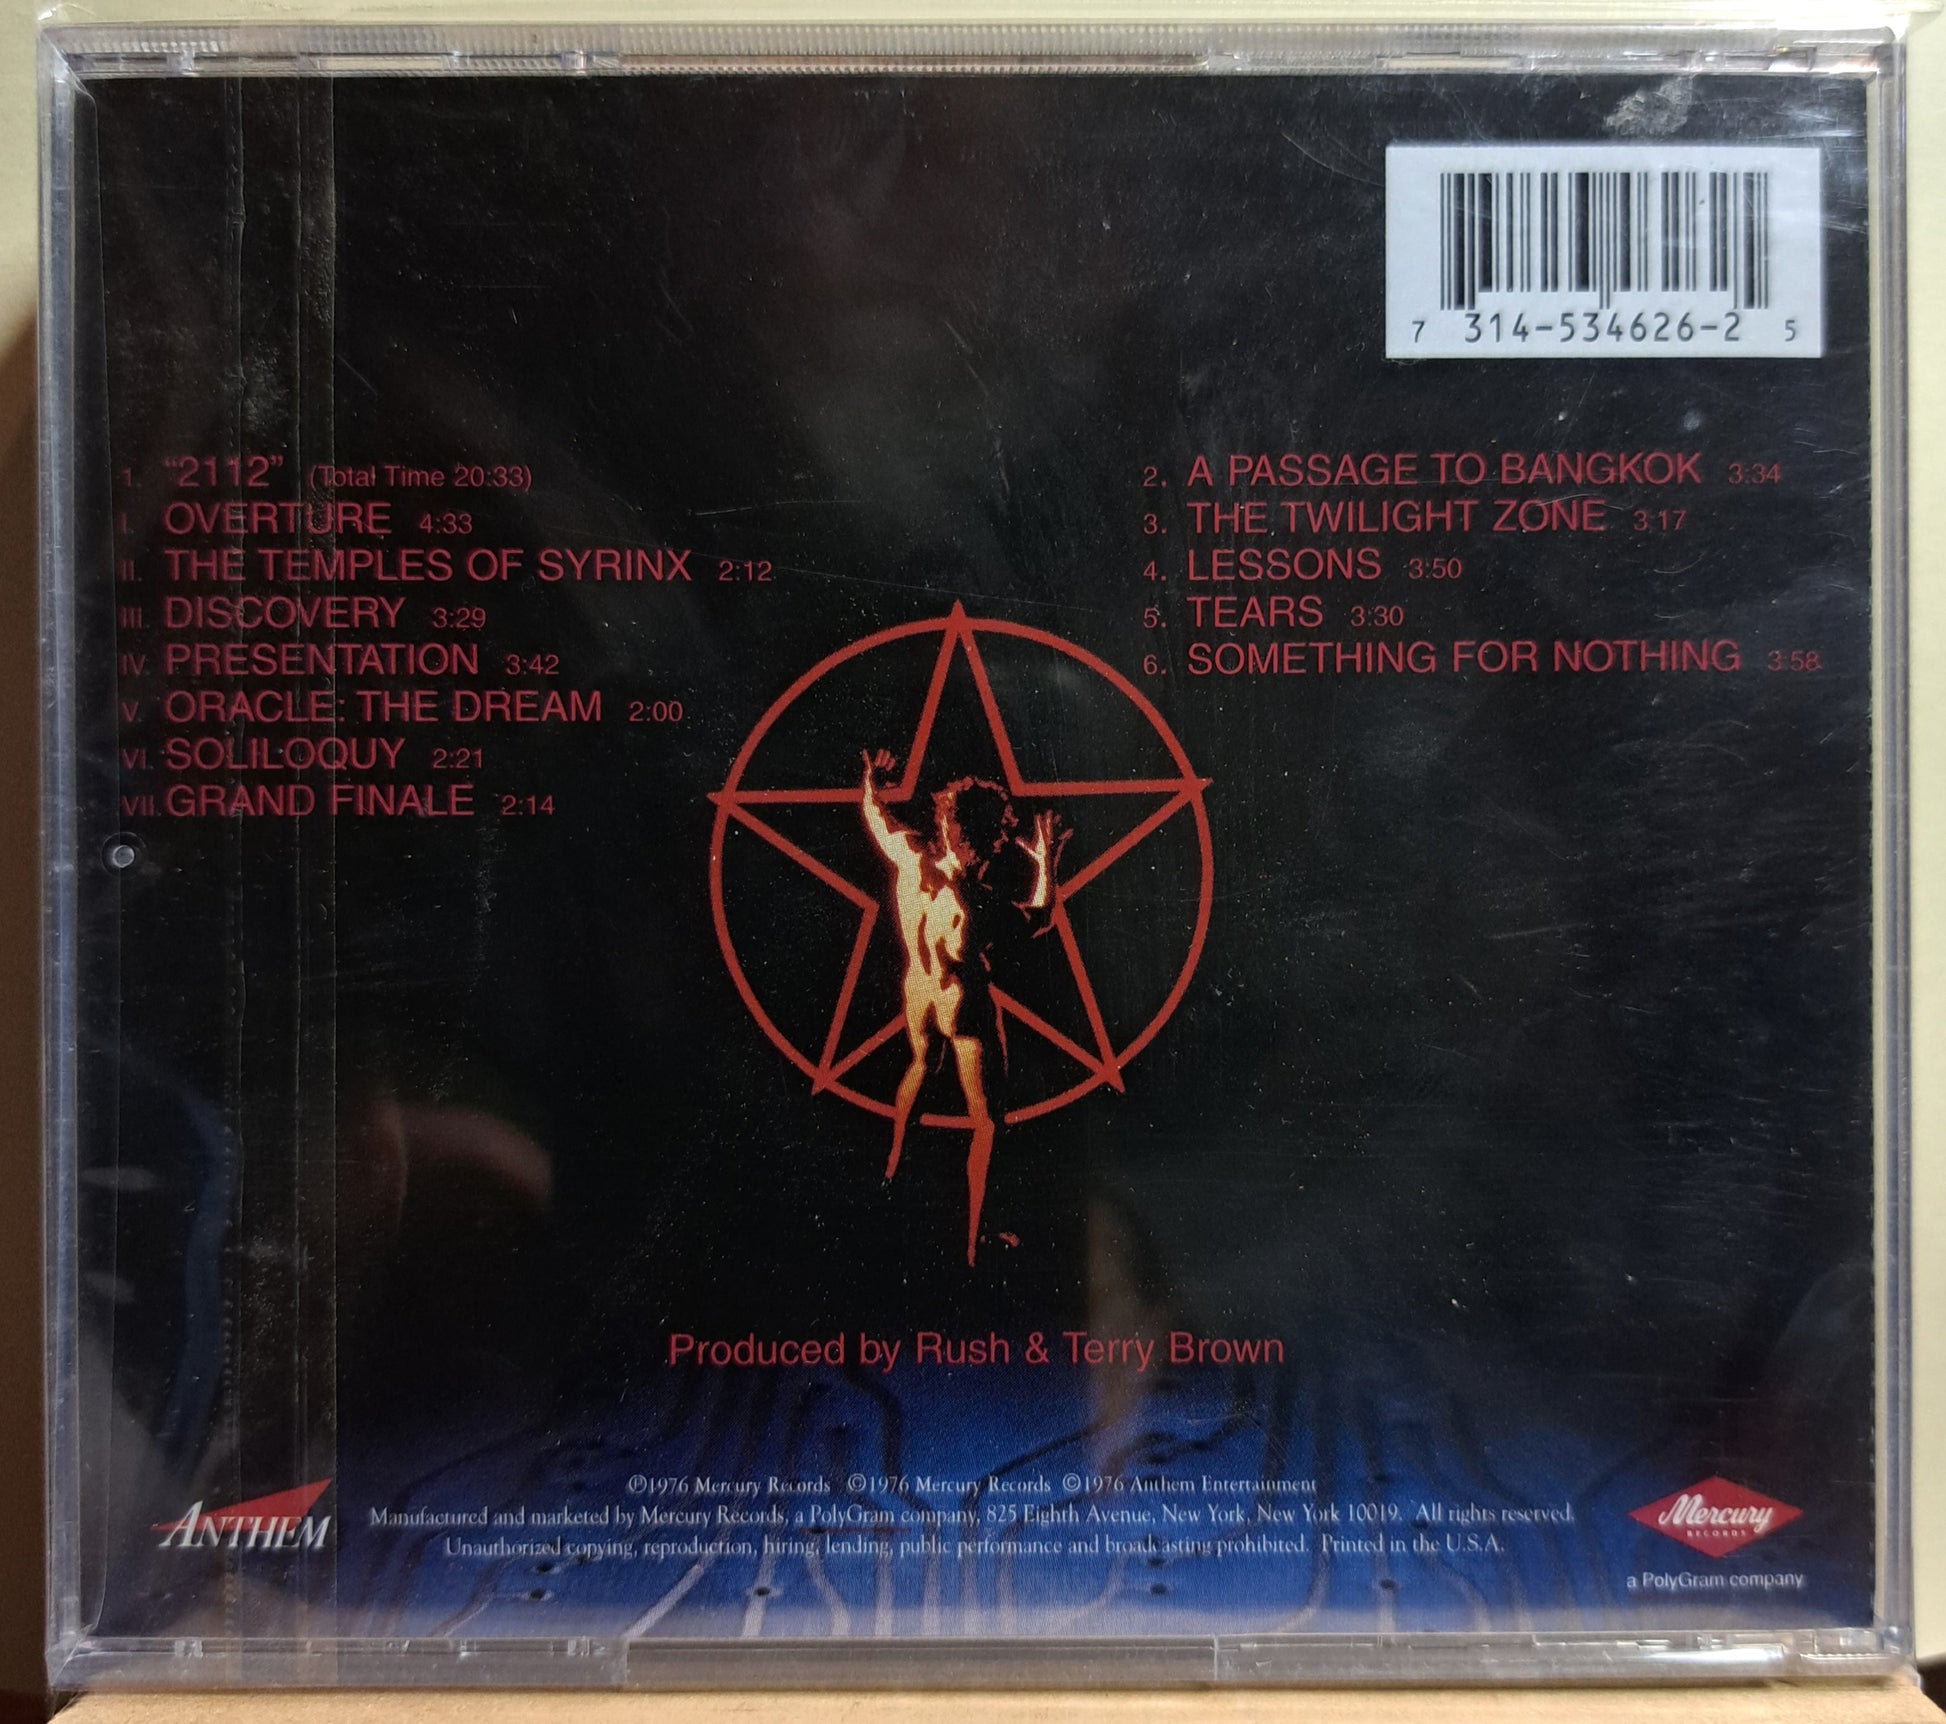 7 314-534626-2 5
1. "2112" (Total Time 20:33)
I. OVERTURE 4:33
II. THE TEMPLES OF SYRINX 2:12
III. DISCOVERY 3:29
IV. PRESENTATION 3:42
V. ORACLE: THE DREAM 2:00
VI. SOLILOQUY 2:21
VII. GRAND FINALE 2:14
2. A PASSAGE TO BANGKOK 3:34
3. THE TWILIGHT ZONE 3:17
4. LESSONS 3:50
5. TEARS 3:30
6. SOMETHING FOR NOTHING 3:58
Produced by Rush & Terry Brown
℗1976 Mercury Records ©1976 Mercury Records ©1976 Anthem Entertainment
Manufactured and marketed by Mercury Records, a PolyGram company, 825 Eighth Avenue, New York, New York 10019. All rights reserved.
Unauthorized copying, reproduction, hiring, lending, public performance and broadcasting prohibited. Printed in the U.S.A.
ANTHEM
Mercury
RECORDS
a PolyGram company